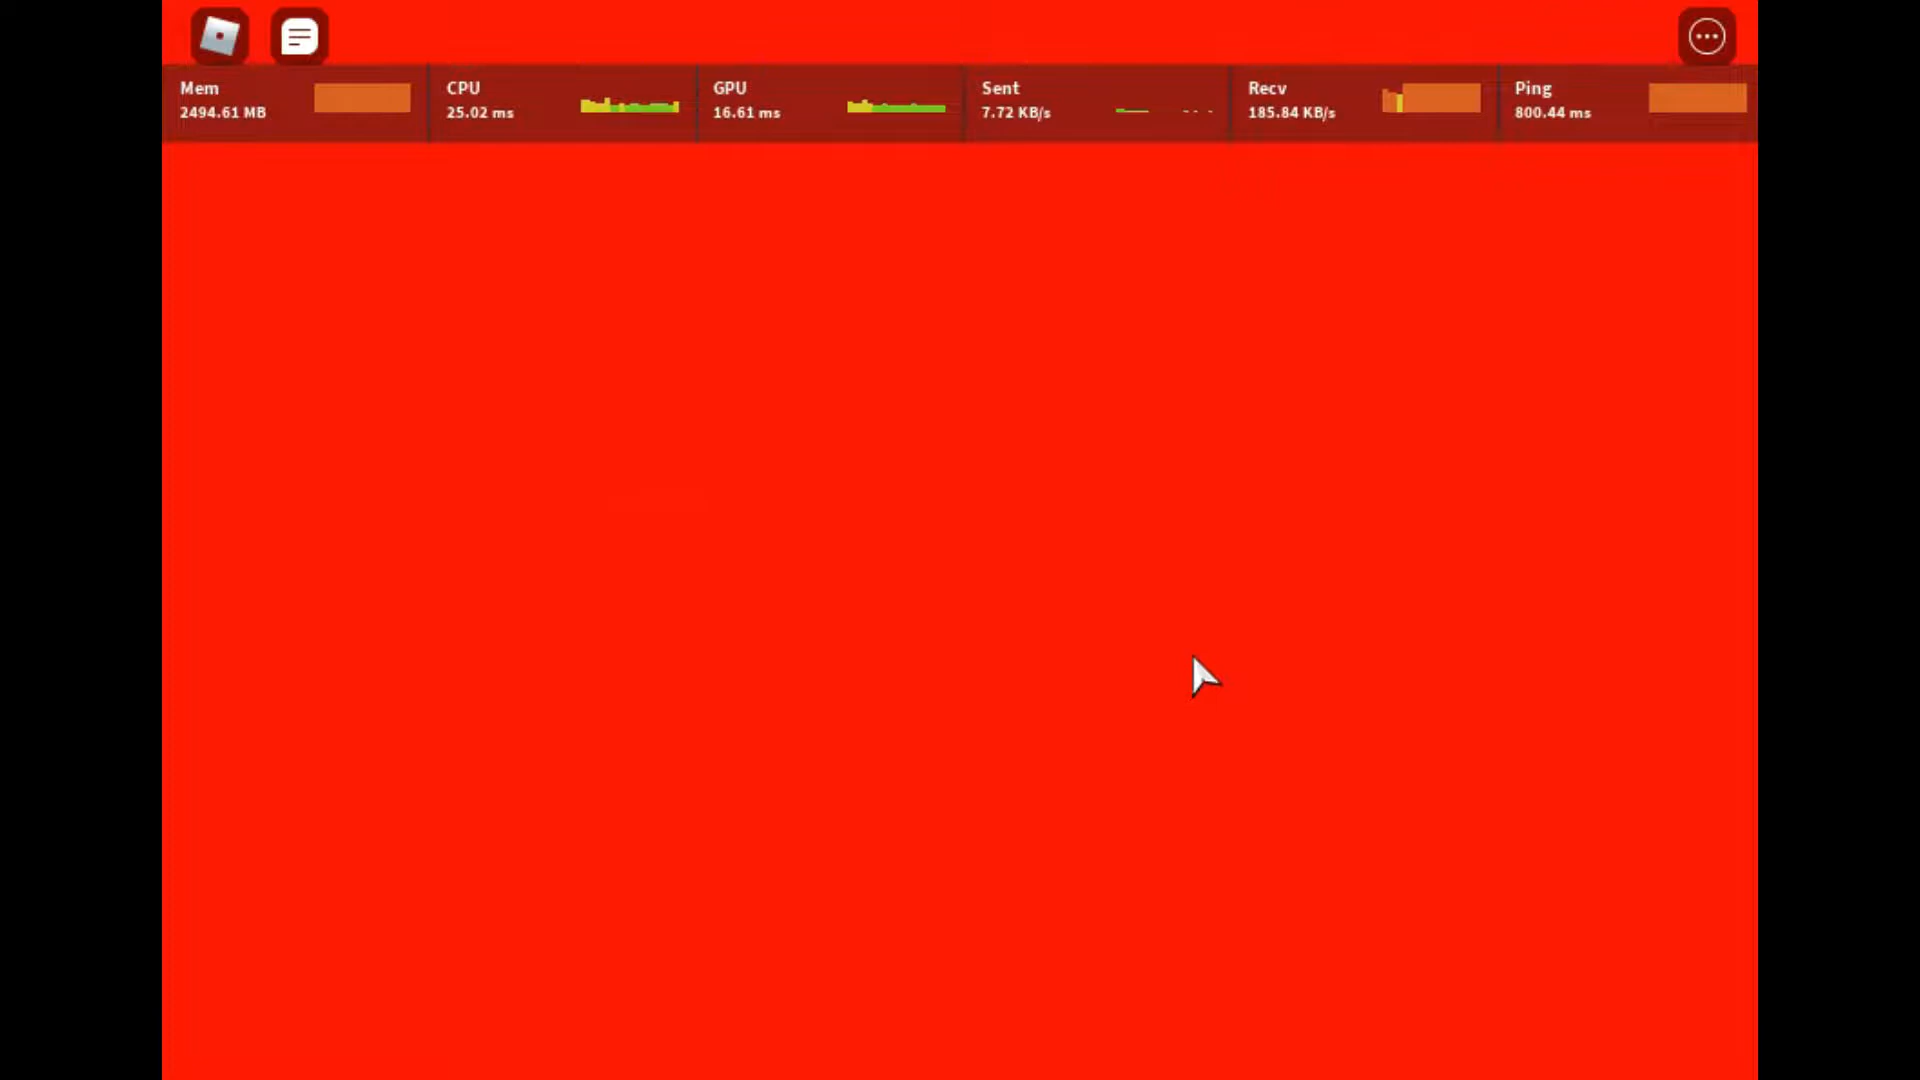 Mem
2494.61 MB
CPU
25.02 ms
GPU
16.61 ms
Sent
7.72 KB/s
Recv
185.84 KB/s
Ping
800.44 ms